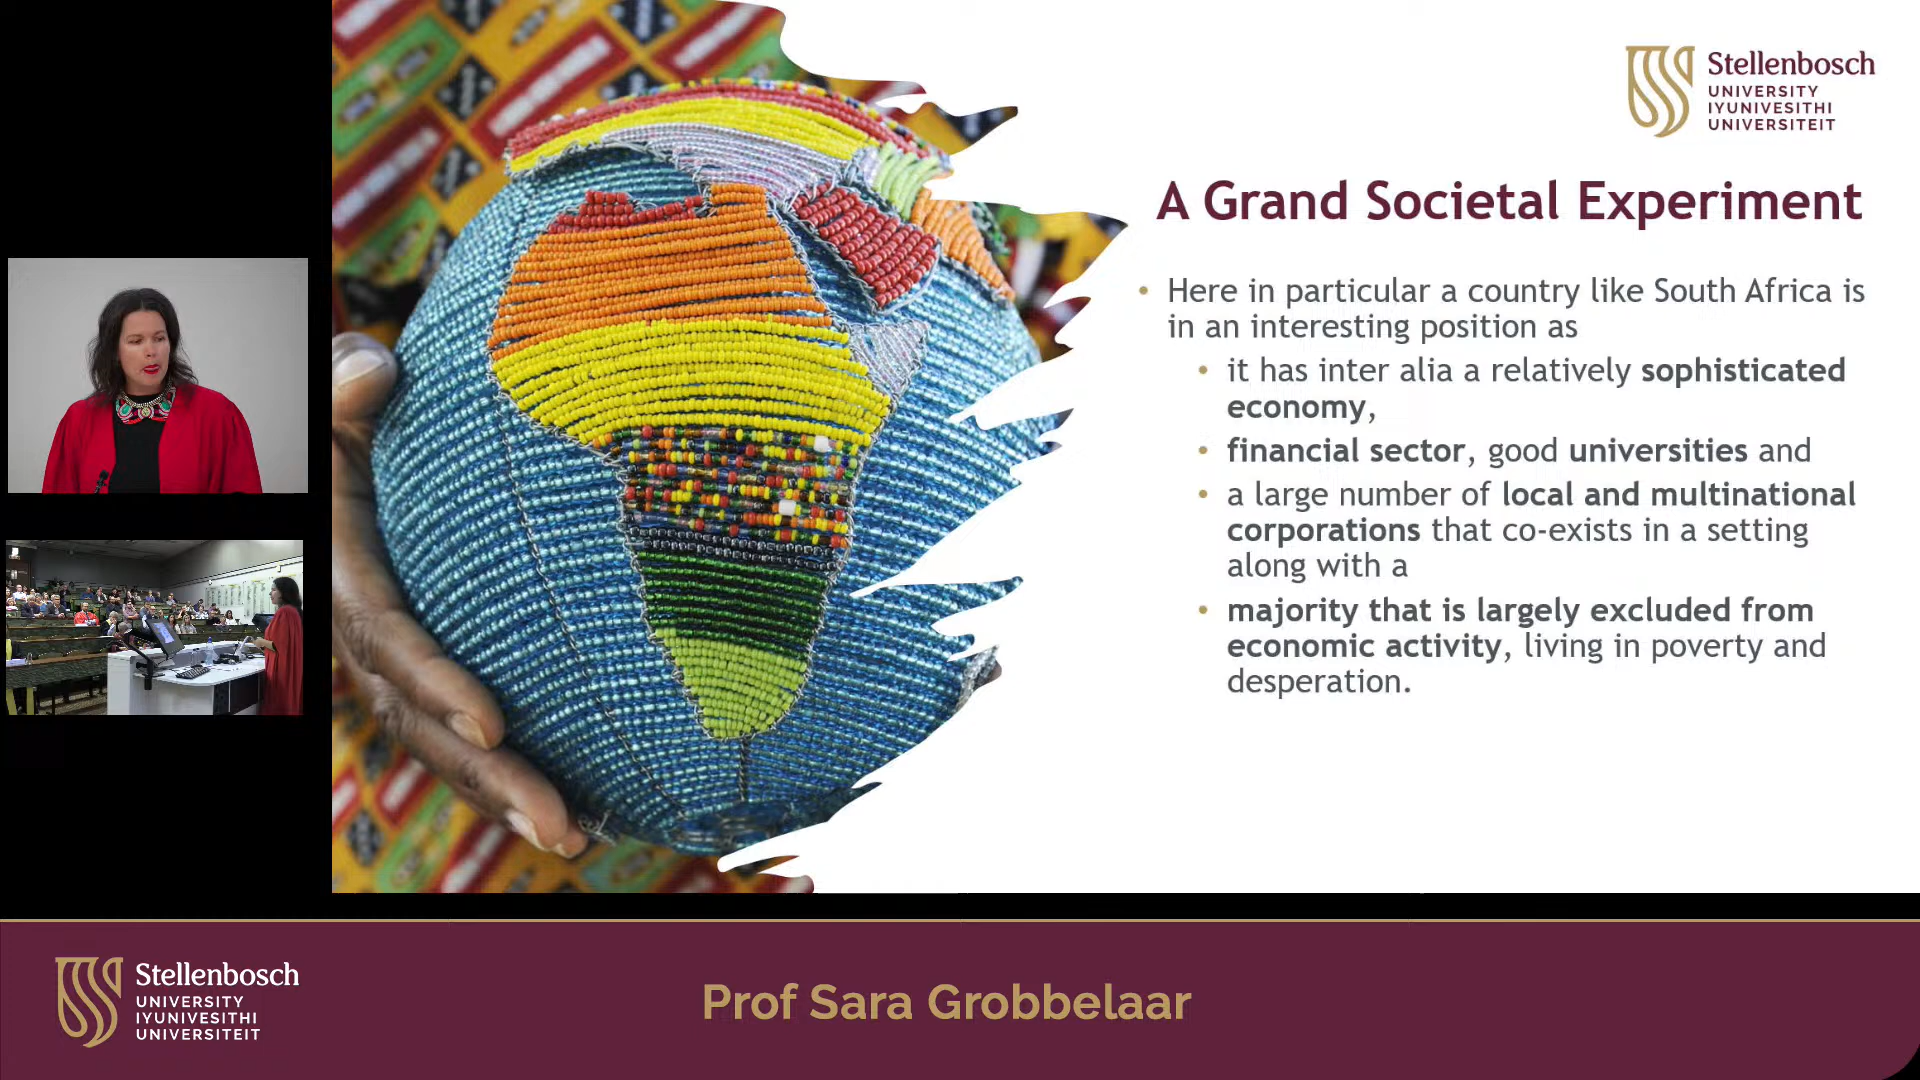 Stellenbosch
UNIVERSITY
IYUNIVESITHI
UNIVERSITEIT
A Grand Societal Experiment
• Here in particular a country like South Africa is
in an interesting position as
• it has inter alia a relatively sophisticated
economy,
• financial sector, good universities and
• a large number of local and multinational
corporations that co-exists in a setting
along with a
• majority that is largely excluded from
economic activity, living in poverty and
desperation.
Stellenbosch
UNIVERSITY
IYUNIVESITHI
UNIVERSITEIT
Prof Sara Grobbelaar